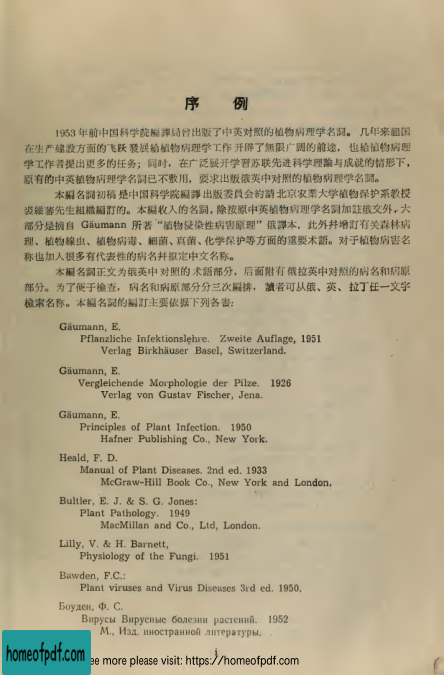 序 例
1953年前中国科学院編譯局曾出版了中英对照的植物病理学名詞。几年来祖国
在生产建設方面的飞跃發展給植物病理学工作开辟了無限广闊的前途，也給植物病理
学工作者提出更多的任务；同时，在广泛展开学習苏联先进科学理論与成就的情形下，
原有的中英植物病理学名詞已不敷用，要求出版俄英中对照的植物病理学名詞。
本編名詞初稿是中国科学院編譯出版委員会約請北京农業大学植物保护系教授
裘維蕃先生組織編訂的。本編收入的名詞，除按原中英植物病理学名詞加註俄文外，大
部分是摘自 Gäumann 所著“植物侵染性病害原理”俄譯本，此外并增訂有关森林病
理、植物線虫、植物病毒、細菌、真菌、化学保护等方面的重要术語。对于植物病害名
称也加入很多有代表性的病名并拟定中文名称。
本編名詞正文为俄英中对照的术語部分，后面附有俄拉英中对照的病名和病原
部分。为了便于檢查，病名和病原部分分三次編排，讀者可从俄、英、拉丁任一文字
檢索名称。本編名詞的編訂主要依据下列各書：
Gäumann, E.
Pflanzliche Infektionslehre. Zweite Auflage, 1951
Verlag Birkhäuser Basel, Switzerland.
Gäumann, E.
Vergleichende Morphologie der Pilze. 1926
Verlag von Gustav Fischer, Jena.
Gäumann, E.
Principles of Plant Infection. 1950
Hafner Publishing Co., New York.
Heald, F. D.
Manual of Plant Diseases. 2nd ed. 1933
McGraw-Hill Book Co., New York and London,
Bultler, E. J. & S. G. Jones:
Plant Pathology. 1949
MacMillan and Co., Ltd, London.
Lilly, V. & H. Barnett,
Physiology of the Fungi. 1951
Bawden, F.C.:
Plant viruses and Virus Diseases 3rd ed. 1950,
Боуден, Ф. С.
Вирусы Вирусные болезни растений. 1952
М., Изд. иностранной литературы.
i
homeofpdf.com
ee more please visit: https://homeofpdf.com